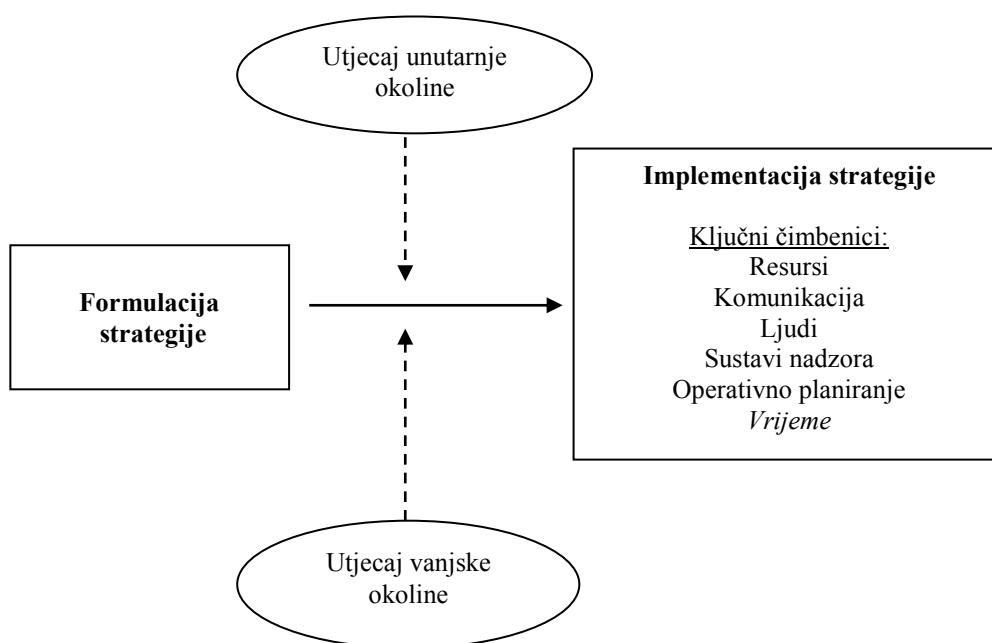 Utjecaj unutarnje
okoline
Formulacija
strategije
Implementacija strategije
Ključni čimbenici:
Resursi
Komunikacija
Ljudi
Sustavi nadzora
Operativno planiranje
Vrijeme
Utjecaj vanjske
okoline